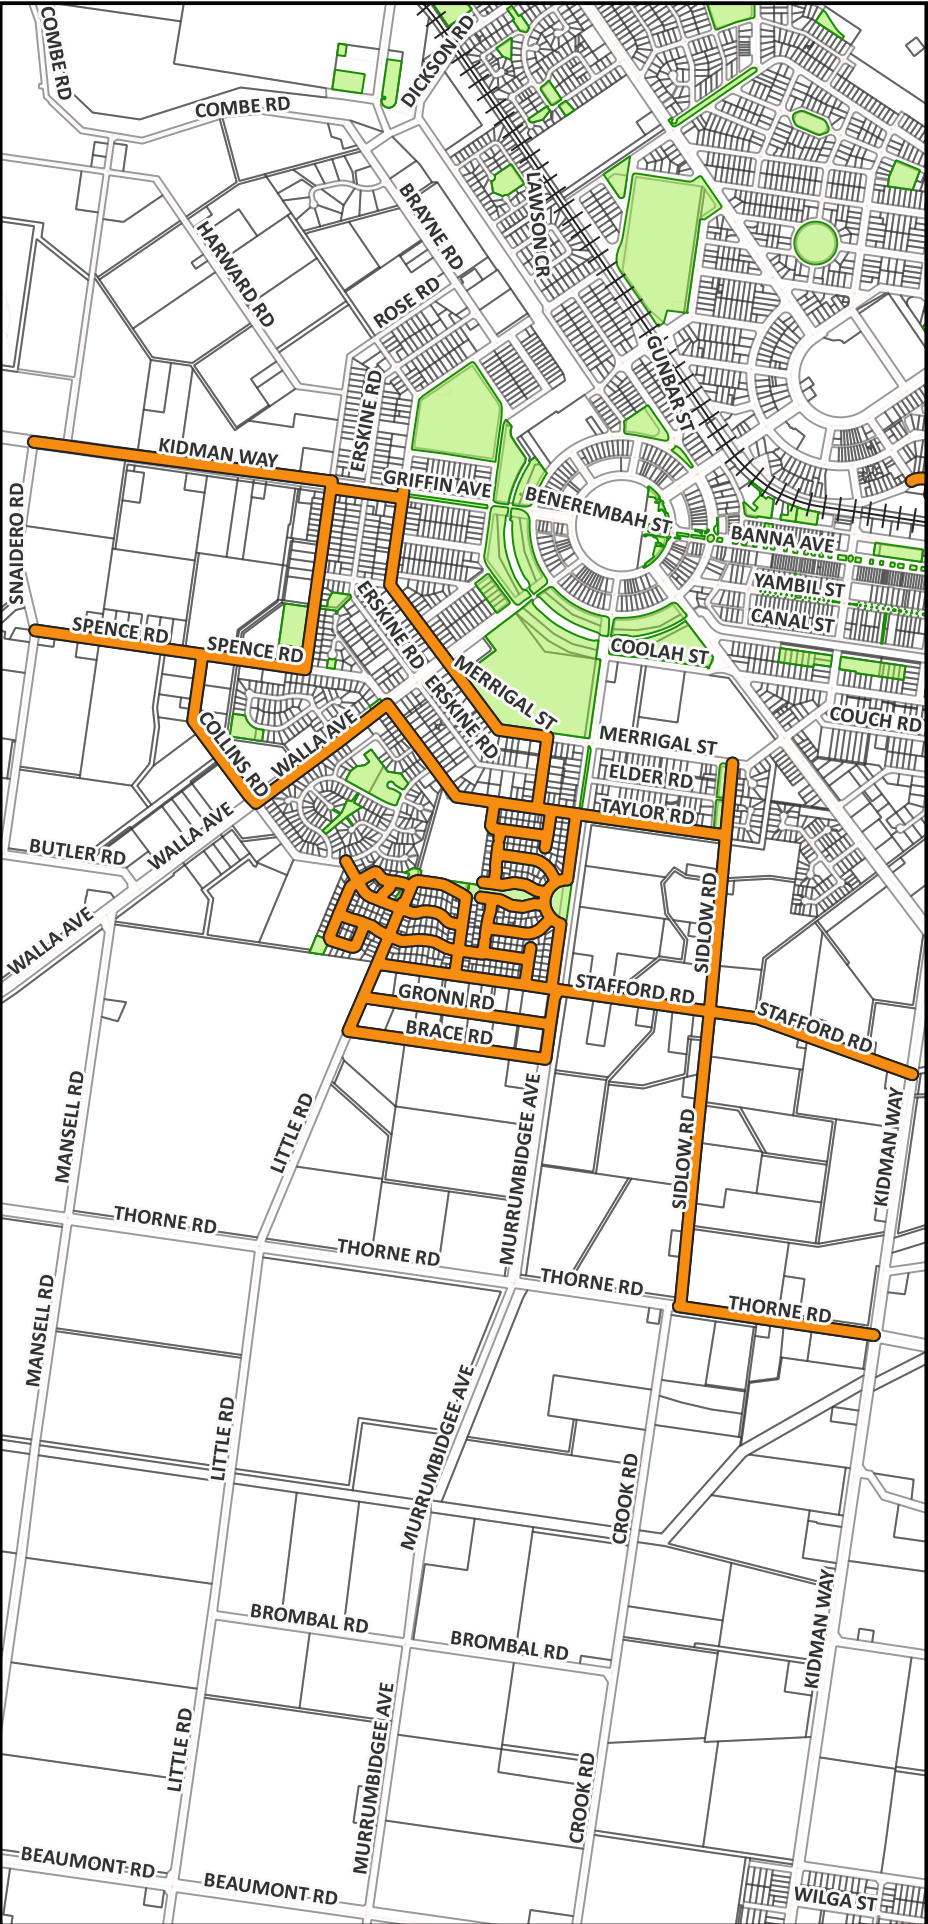 COMBE RD
DICKSON RD
COMBE RD
LAWSON CR
BRAYNE RD
HARWARD RD
ROSE RD
GUNBAR ST
ERSKINE RD
KIDMAN WAY
GRIFFIN AVE
BENEREMBAH ST
SNAIDERO RD
BANNA AVE
YAMBIL ST
CANAL ST
ERSKINE RD
SPENCE RD
SPENCE RD
COOLAH ST
MERRIGAL ST
ERSKINE RD
COUCH RD
COLLINS RD
WALLA AVE
MERRIGAL ST
ELDER RD
TAYLOR RD
WALLA AVE
BUTLER RD
SIDLOW RD
WALLA AVE
STAFFORD RD
GRONN RD
STAFFORD RD
BRACE RD
MANSELL RD
LITTLE RD
MURRUMBIDGEE AVE
SIDLOW RD
KIDMAN WAY
THORNE RD
THORNE RD
THORNE RD
THORNE RD
MANSELL RD
LITTLE RD
MURRUMBIDGEE AVE
CROOK RD
KIDMAN WAY
BROMBAL RD
BROMBAL RD
LITTLE RD
MURRUMBIDGEE AVE
CROOK RD
BEAUMONT RD
BEAUMONT RD
WILGA ST